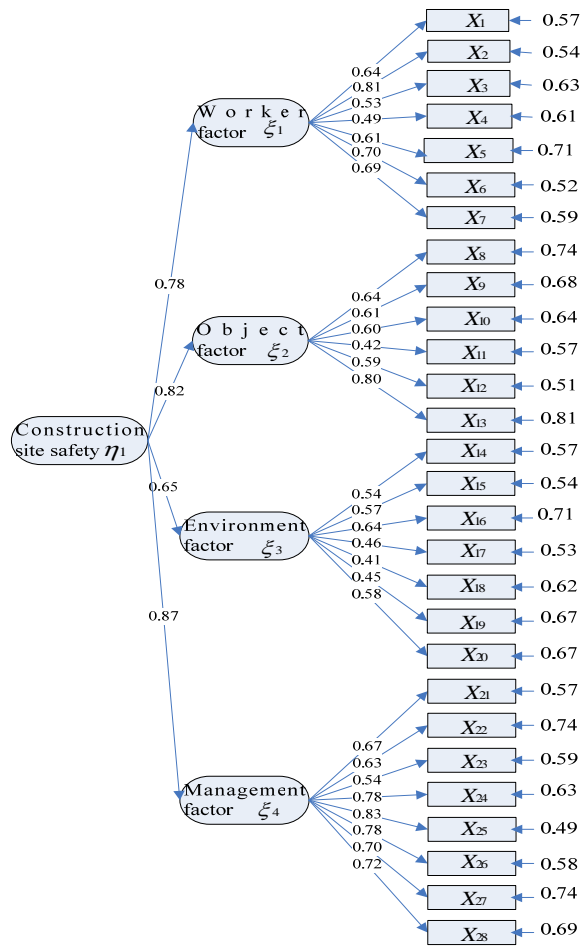 X1 0.57
X2 0.54
X3 0.63
X4 0.61
X5 0.71
X6 0.52
X7 0.59
0.64
0.81
0.53
0.49
0.61
0.70
0.69
Worker
factor ξ1
0.78
X8 0.74
X9 0.68
X10 0.64
X11 0.57
X12 0.51
X13 0.81
0.64
0.61
0.60
0.42
0.59
0.80
Object
factor ξ2
0.82
Construction
site safety η1
0.65
X14 0.57
X15 0.54
X16 0.71
X17 0.53
X18 0.62
X19 0.67
X20 0.67
0.54
0.57
0.64
0.46
0.41
0.45
0.58
Environment
factor ξ3
0.87
X21 0.57
X22 0.74
X23 0.59
X24 0.63
X25 0.49
X26 0.58
X27 0.74
X28 0.69
0.67
0.63
0.54
0.78
0.83
0.78
0.70
0.72
Management
factor ξ4